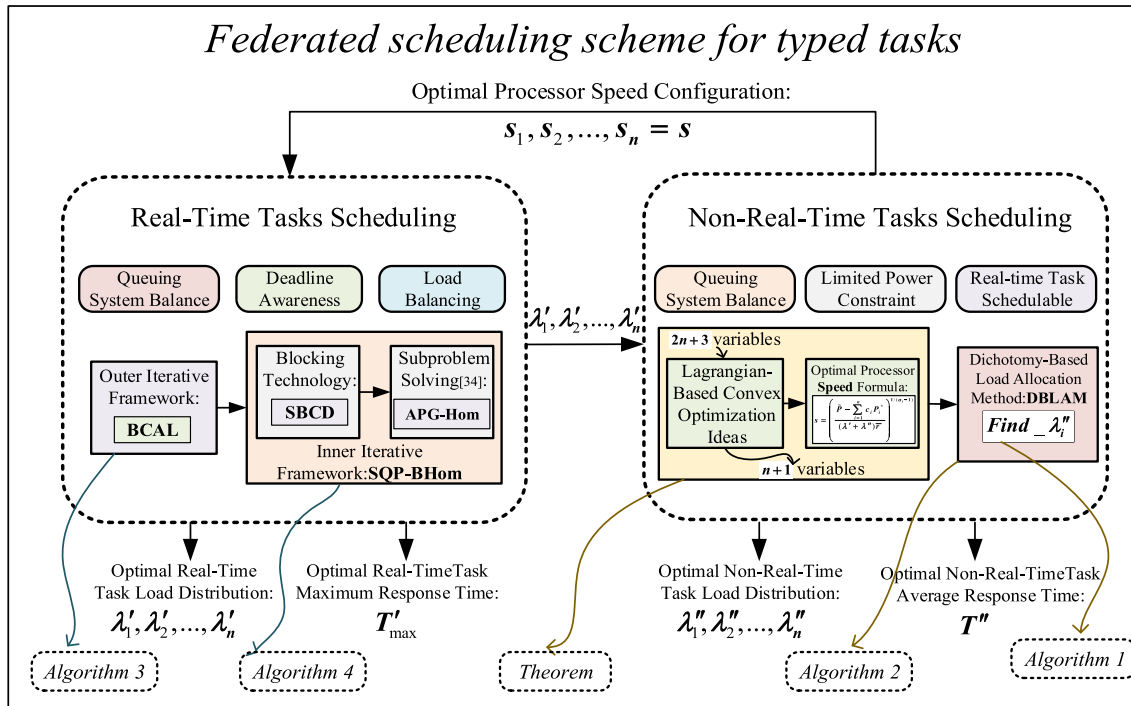 Federated scheduling scheme for typed tasks
Optimal Processor Speed Configuration:
s₁, s₂, ..., sₙ = s
Real-Time Tasks Scheduling
Queuing
System Balance
Deadline
Awareness
Load
Balancing
Outer Iterative
Framework:
BCAL
Blocking
Technology:
SBCD
Subproblem
Solving[34]:
APG-Hom
Inner Iterative
Framework:SQP-BHom
λ′₁, λ′₂, ..., λ′ₙ
Non-Real-Time Tasks Scheduling
Queuing
System Balance
Limited Power
Constraint
Real-time Task
Schedulable
2n+3 variables
Lagrangian-
Based Convex
Optimization
Ideas
n+1 variables
Optimal Processor
Speed Formula:
Dichotomy-Based
Load Allocation
Method:DBLAM
Find _ λᵢ″
Optimal Real-Time
Task Load Distribution:
λ′₁, λ′₂, ..., λ′ₙ
Optimal Real-TimeTask
Maximum Response Time:
T′max
Optimal Non-Real-Time
Task Load Distribution:
λ″₁, λ″₂, ..., λ″ₙ
Optimal Non-Real-TimeTask
Average Response Time:
T″
Algorithm 3
Algorithm 4
Theorem
Algorithm 2
Algorithm 1